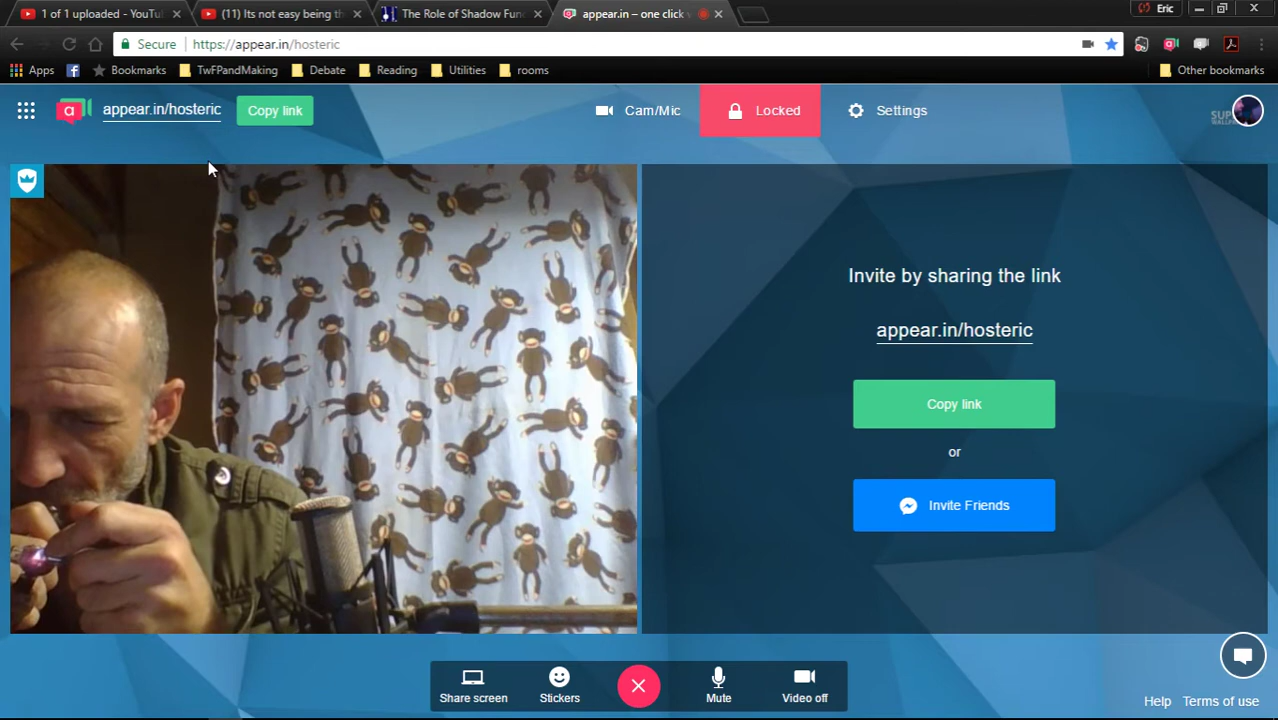 1 of 1 uploaded - YouTu
(11) Its not easy being th
The Role of Shadow Fun
appear.in – one click v
Eric
Secure
https://appear.in/hosteric
Apps
Bookmarks
TwFPandMaking
Debate
Reading
Utilities
rooms
Other bookmarks
appear.in/hosteric
Copy link
Cam/Mic
Locked
Settings
Invite by sharing the link
appear.in/hosteric
Copy link
or
Invite Friends
Share screen
Stickers
Mute
Video off
Help
Terms of use